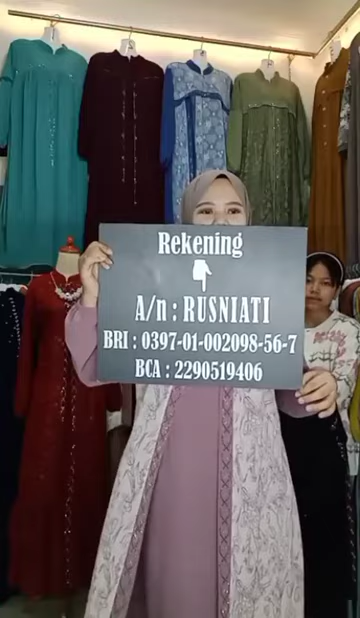 Rekening
A/n : RUSNIATI
BRI : 0397-01-002098-56-7
BCA : 2290519406